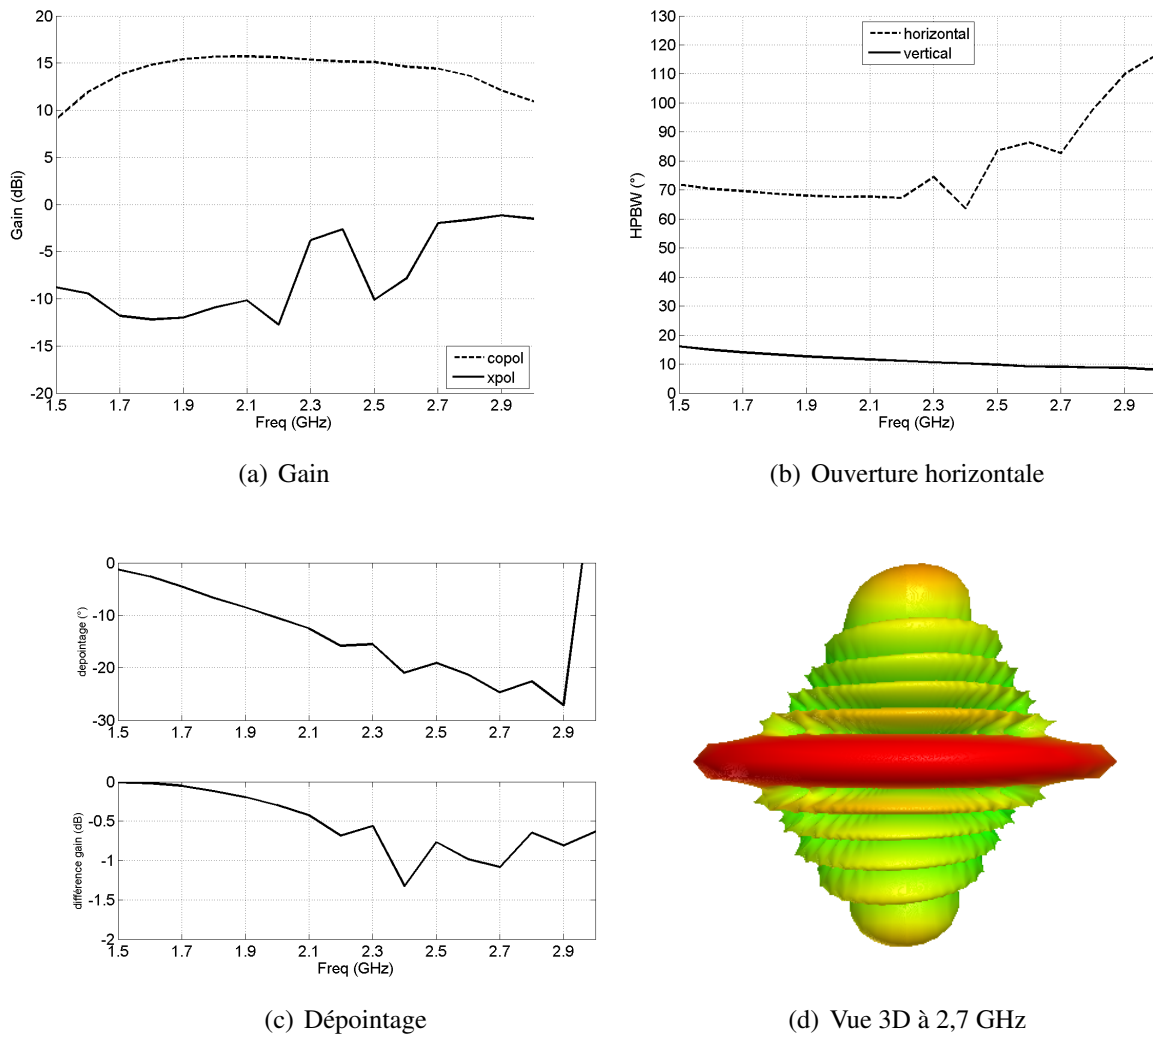 20
15
10
5
0
-5
-10
-15
-20
Gain (dBi)
copol
xpol
1.5 1.7 1.9 2.1 2.3 2.5 2.7 2.9
Freq (GHz)
(a) Gain
130
120
110
100
90
80
70
60
50
40
30
20
10
0
HPBW (°)
horizontal
vertical
1.5 1.7 1.9 2.1 2.3 2.5 2.7 2.9
Freq (GHz)
(b) Ouverture horizontale
0
-10
-20
-30
depointage (°)
1.5 1.7 1.9 2.1 2.3 2.5 2.7 2.9
0
-0.5
-1
-1.5
-2
différence gain (dB)
1.5 1.7 1.9 2.1 2.3 2.5 2.7 2.9
Freq (GHz)
(c) Dépointage
(d) Vue 3D à 2,7 GHz